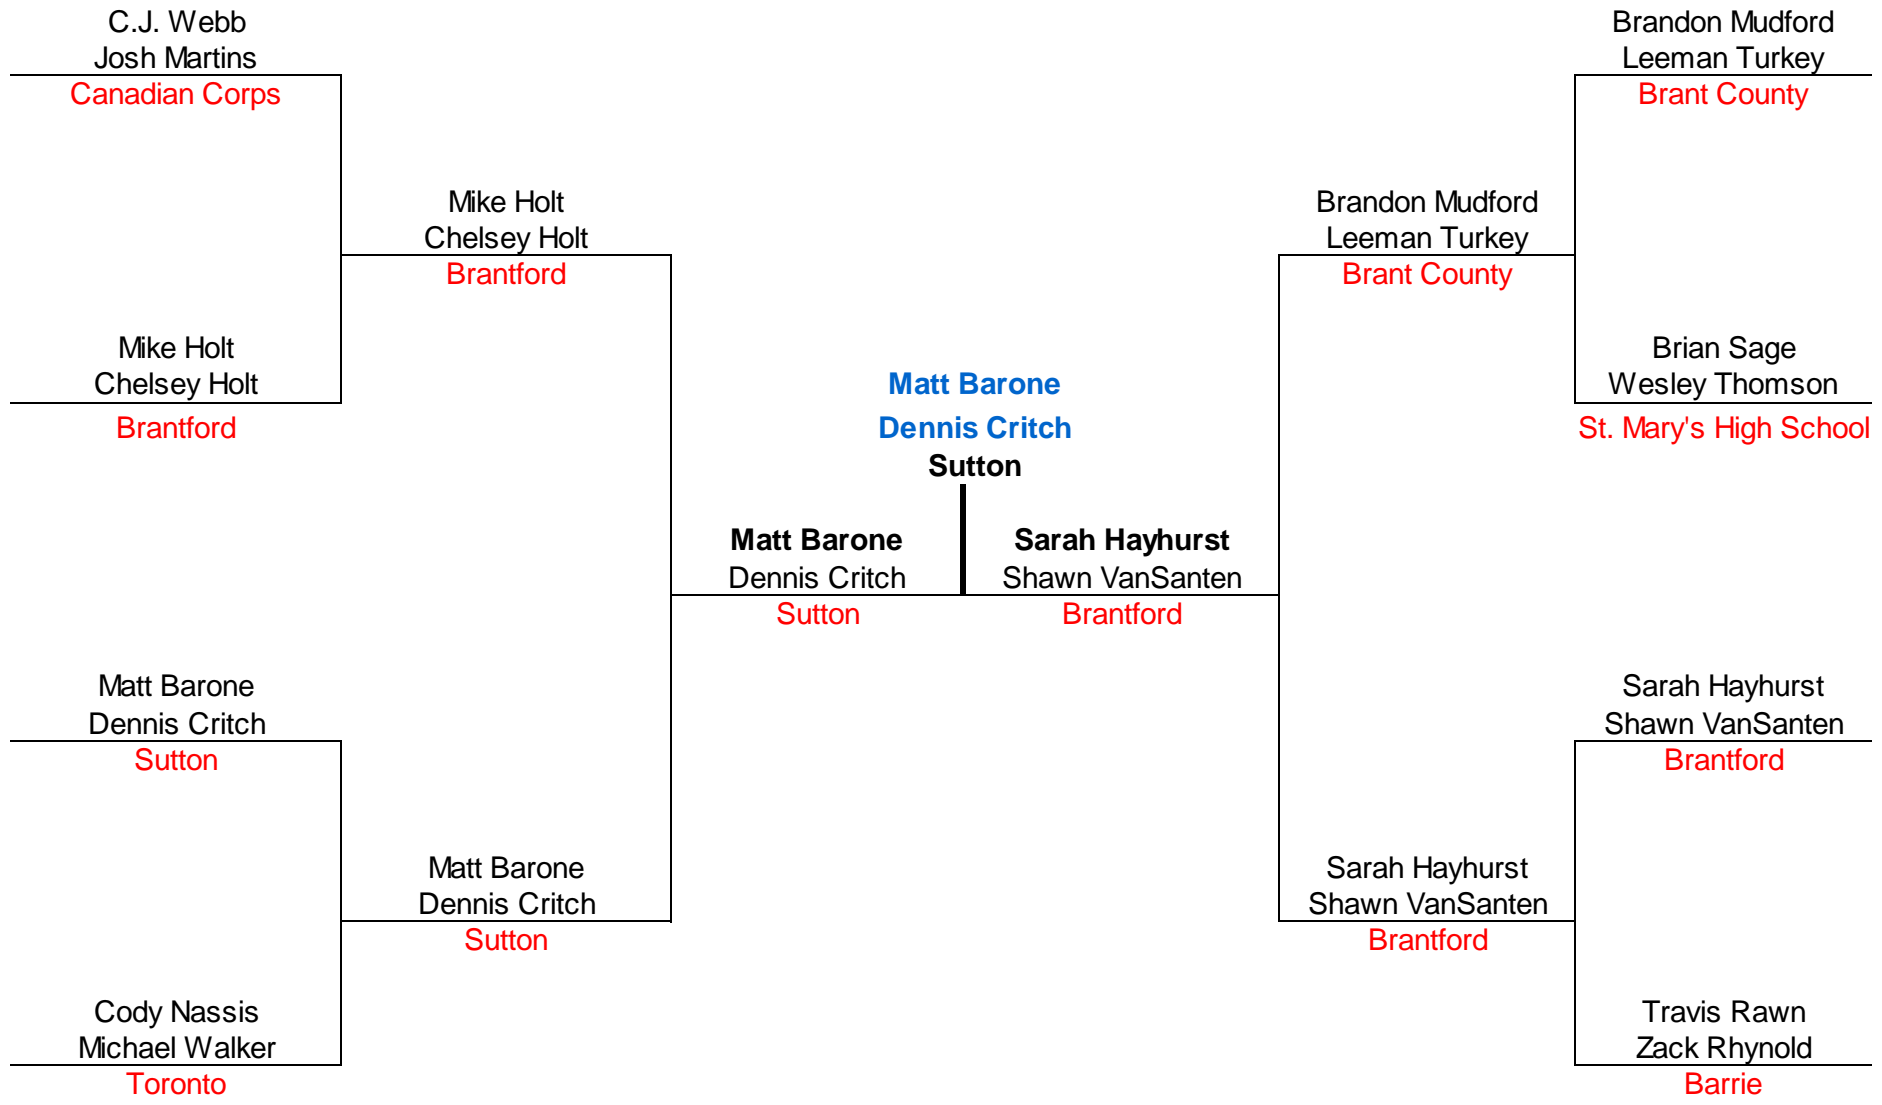 C.J. Webb
Josh Martins
Canadian Corps
Mike Holt
Chelsey Holt
Brantford
Matt Barone
Dennis Critch
Sutton
Cody Nassis
Michael Walker
Toronto
Mike Holt
Chelsey Holt
Brantford
Matt Barone
Dennis Critch
Sutton
Matt Barone
Dennis Critch
Sutton
Matt Barone
Dennis Critch
Sutton
Sarah Hayhurst
Shawn VanSanten
Brantford
Brandon Mudford
Leeman Turkey
Brant County
Sarah Hayhurst
Shawn VanSanten
Brantford
Brandon Mudford
Leeman Turkey
Brant County
Brian Sage
Wesley Thomson
St. Mary's High School
Sarah Hayhurst
Shawn VanSanten
Brantford
Travis Rawn
Zack Rhynold
Barrie